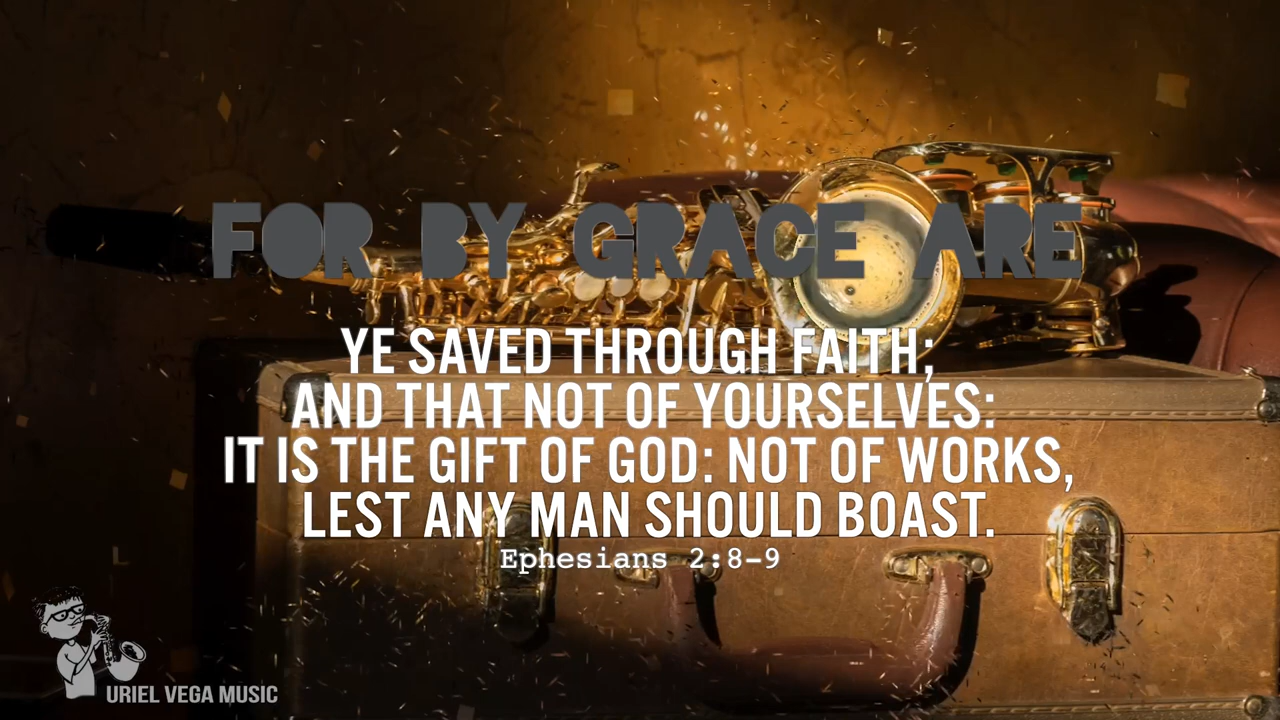 FOR BY GRACE ARE
YE SAVED THROUGH FAITH;
AND THAT NOT OF YOURSELVES:
IT IS THE GIFT OF GOD: NOT OF WORKS,
LEST ANY MAN SHOULD BOAST.
Ephesians 2:8-9
URIEL VEGA MUSIC